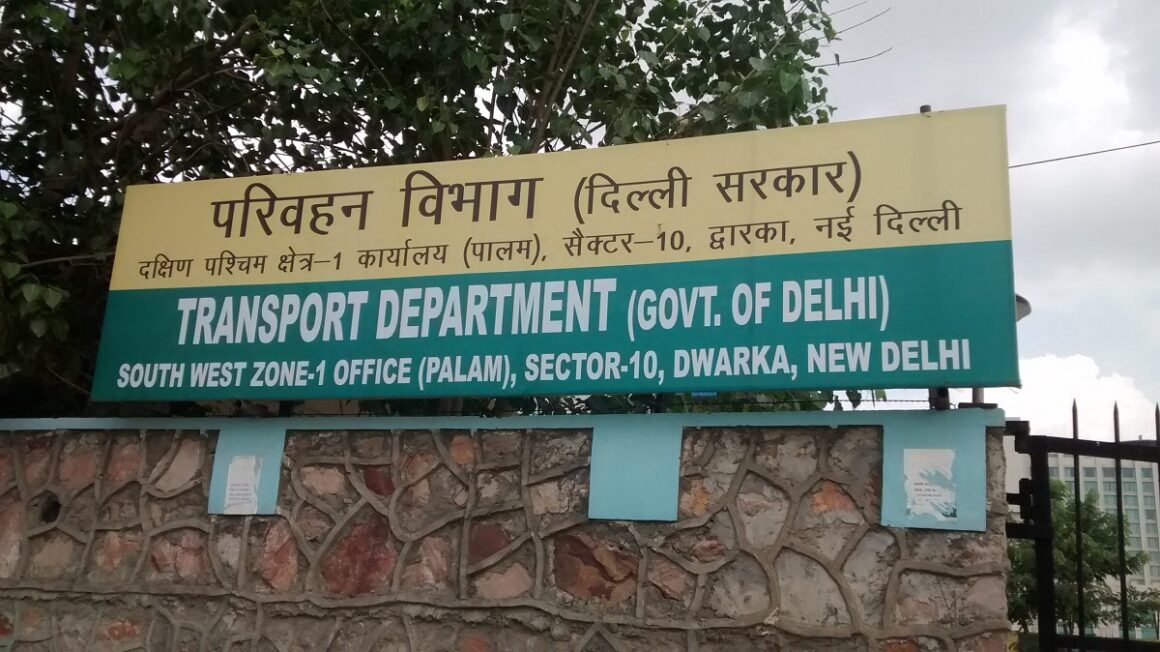 परिवहन विभाग (दिल्ली सरकार)
दक्षिण पश्चिम क्षेत्र–1 कार्यालय (पालम), सैक्टर–10, द्वारका, नई दिल्ली
TRANSPORT DEPARTMENT (GOVT. OF DELHI)
SOUTH WEST ZONE-1 OFFICE (PALAM), SECTOR-10, DWARKA, NEW DELHI